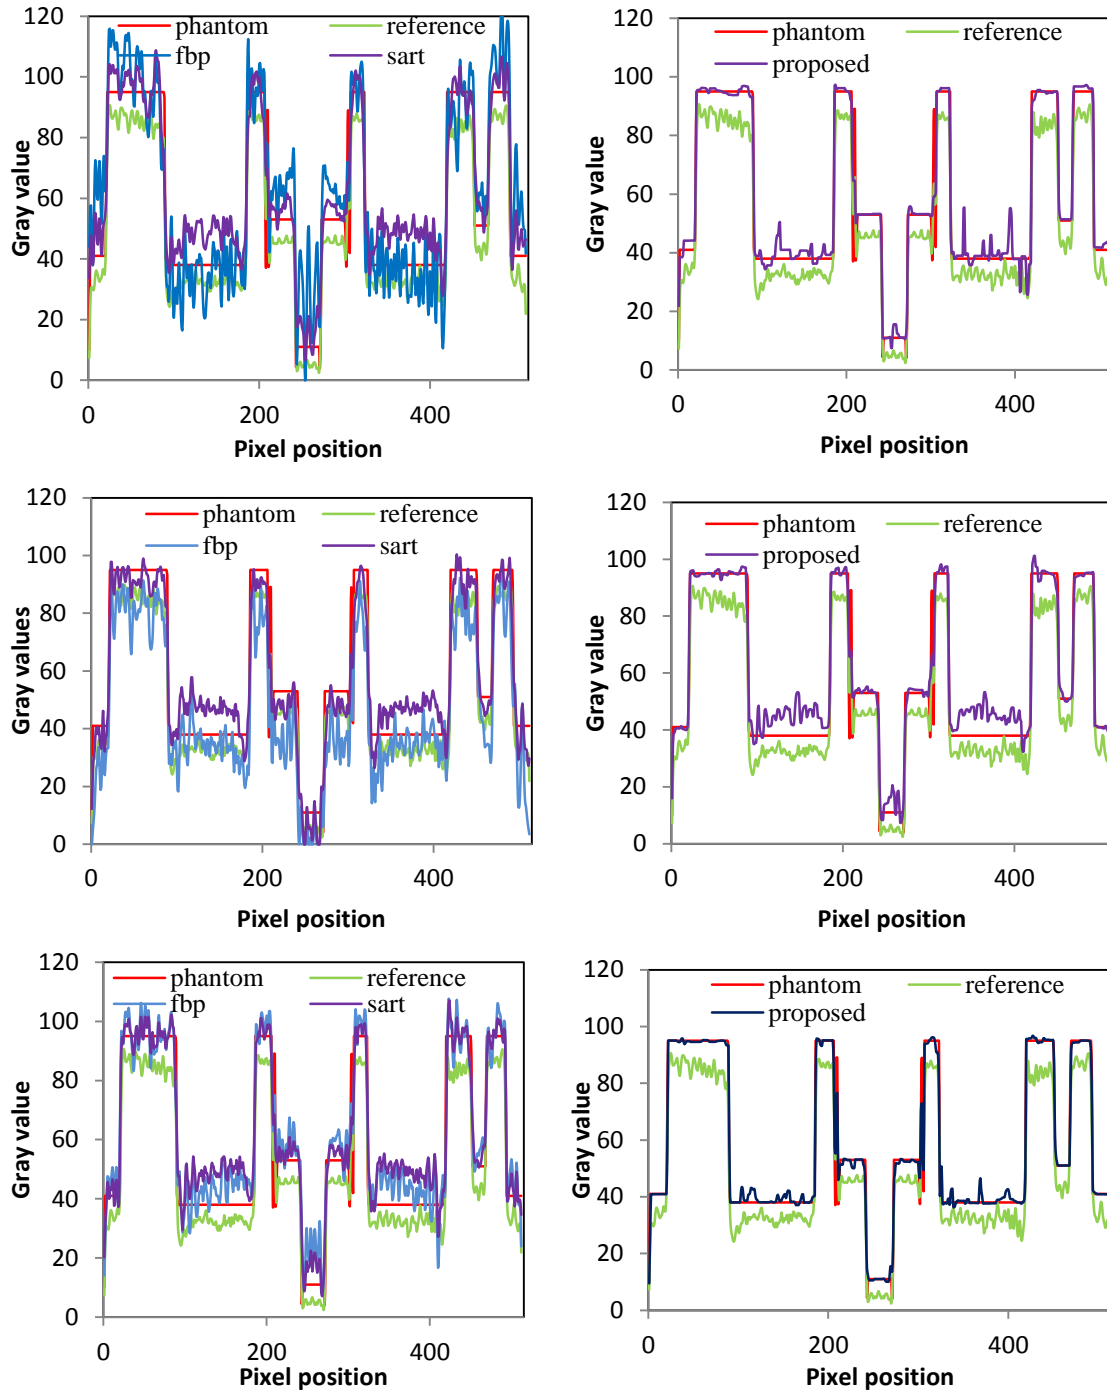 120
100
80
60
40
20
0
Gray value
phantom
reference
fbp
sart
0
200
400
Pixel position
120
100
80
60
40
20
0
Gray value
phantom
reference
proposed
0
200
400
Pixel position
120
100
80
60
40
20
0
Gray values
phantom
reference
fbp
sart
0
200
400
Pixel position
120
100
80
60
40
20
0
Gray value
phantom
reference
proposed
0
200
400
Pixel position
120
100
80
60
40
20
0
Gray value
phantom
reference
fbp
sart
0
200
400
Pixel position
120
100
80
60
40
20
0
Gray value
phantom
reference
proposed
0
200
400
Pixel position